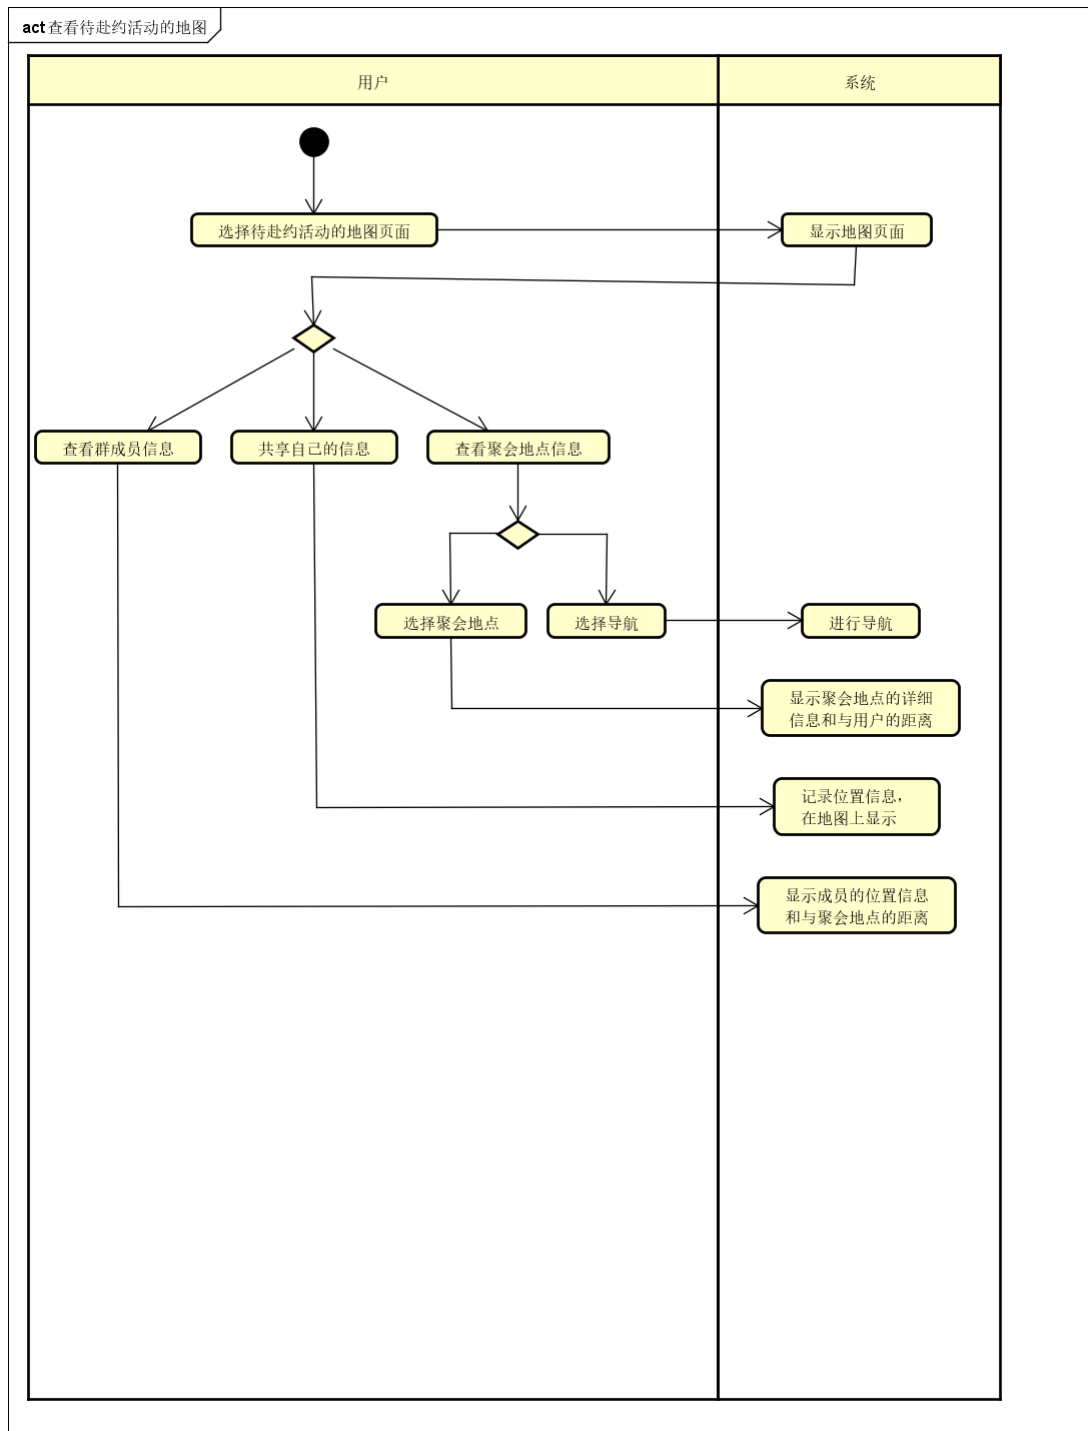 act 查看待赴约活动的地图
用户
系统
选择待赴约活动的地图页面
显示地图页面
查看群成员信息
共享自己的信息
查看聚会地点信息
选择聚会地点
选择导航
进行导航
显示聚会地点的详细
信息和与用户的距离
记录位置信息，
在地图上显示
显示成员的位置信息
和与聚会地点的距离